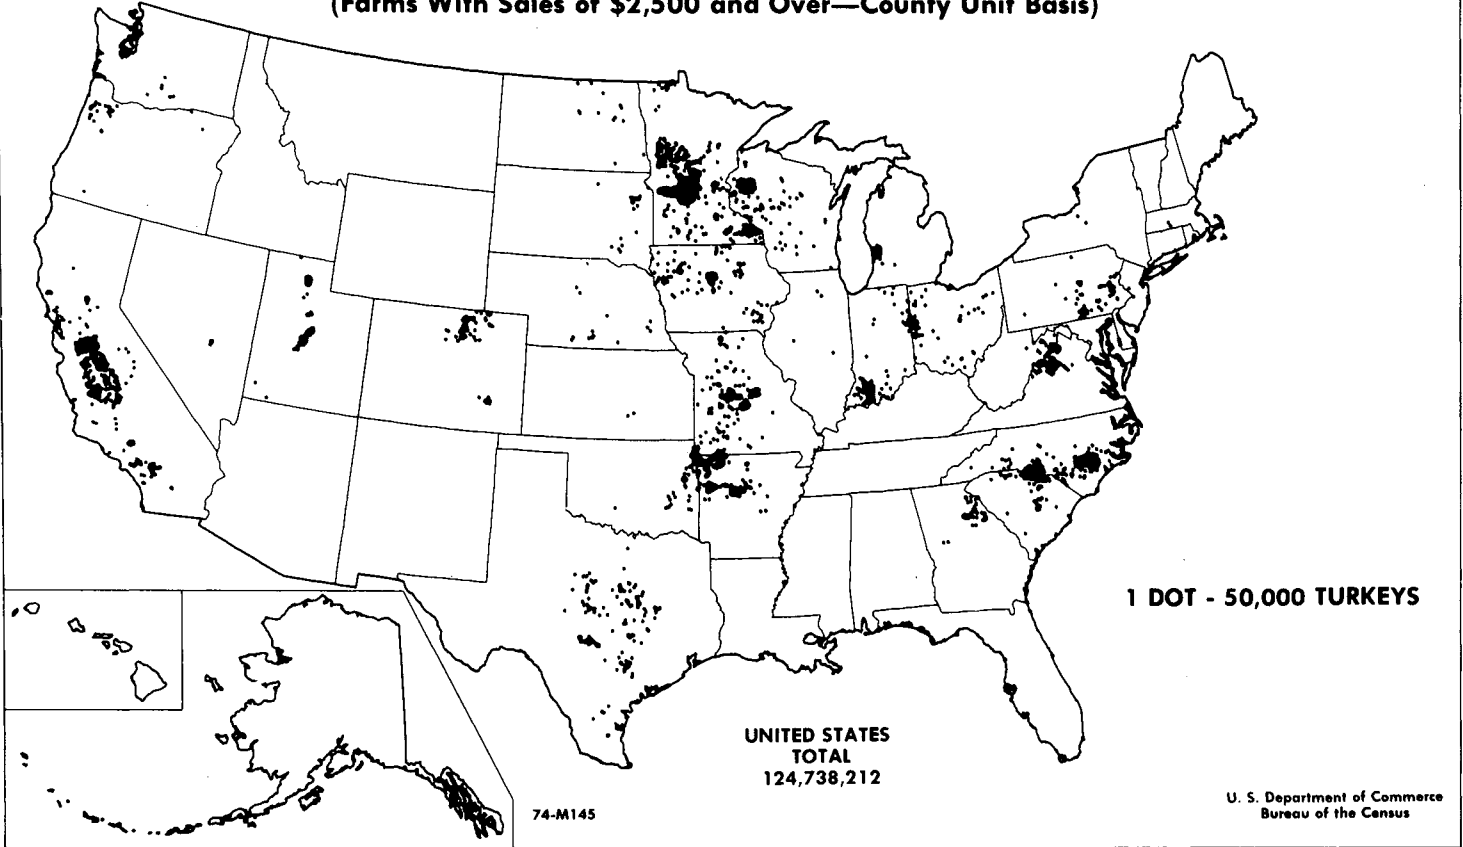 (Farms With Sales of $2,500 and Over—County Unit Basis)
1 DOT - 50,000 TURKEYS
UNITED STATES
TOTAL
124,738,212
74-M145
U. S. Department of Commerce
Bureau of the Census